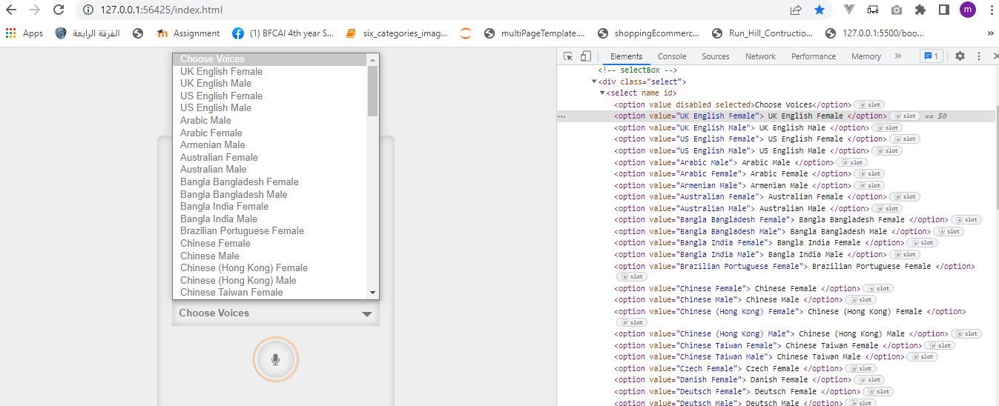 127.0.0.1:56425/index.html
m
Apps
الفرقة الرابعة
Assignment
(1) BFCAI 4th year S...
six_categories_imag...
multiPageTemplate....
shoppingEcommerc...
Run_Hill_Contructio...
127.0.0.1:5500/boo...
»
Choose Voices
UK English Female
UK English Male
US English Female
US English Male
Arabic Male
Arabic Female
Armenian Male
Australian Female
Australian Male
Bangla Bangladesh Female
Bangla Bangladesh Male
Bangla India Female
Bangla India Male
Brazilian Portuguese Female
Chinese Female
Chinese Male
Chinese (Hong Kong) Female
Chinese (Hong Kong) Male
Chinese Taiwan Female
Choose Voices
Elements Console Sources Network Performance Memory » 1
<!-- selectBox -->
<div class="select">
<select name id>
<option value disabled selected>Choose Voices</option> slot
<option value="UK English Female"> UK English Female </option> slot == $0
<option value="UK English Male"> UK English Male </option> slot
<option value="US English Female"> US English Female </option> slot
<option value="US English Male"> US English Male </option> slot
<option value="Arabic Male"> Arabic Male </option> slot
<option value="Arabic Female"> Arabic Female </option> slot
<option value="Armenian Male"> Armenian Male </option> slot
<option value="Australian Female"> Australian Female </option> slot
<option value="Australian Male"> Australian Male </option> slot
<option value="Bangla Bangladesh Female"> Bangla Bangladesh Female </option> slot
<option value="Bangla Bangladesh Male"> Bangla Bangladesh Male </option> slot
<option value="Bangla India Female"> Bangla India Female </option> slot
<option value="Bangla India Male"> Bangla India Male </option> slot
<option value="Brazilian Portuguese Female"> Brazilian Portuguese Female </option>
slot
<option value="Chinese Female"> Chinese Female </option> slot
<option value="Chinese Male"> Chinese Male </option> slot
<option value="Chinese (Hong Kong) Female"> Chinese (Hong Kong) Female </option>
slot
<option value="Chinese (Hong Kong) Male"> Chinese (Hong Kong) Male </option> slot
<option value="Chinese Taiwan Female"> Chinese Taiwan Female </option> slot
<option value="Chinese Taiwan Male"> Chinese Taiwan Male </option> slot
<option value="Czech Female"> Czech Female </option> slot
<option value="Danish Female"> Danish Female </option> slot
<option value="Deutsch Female"> Deutsch Female </option> slot
<option value="Deutsch Male"> Deutsch Male </option> slot